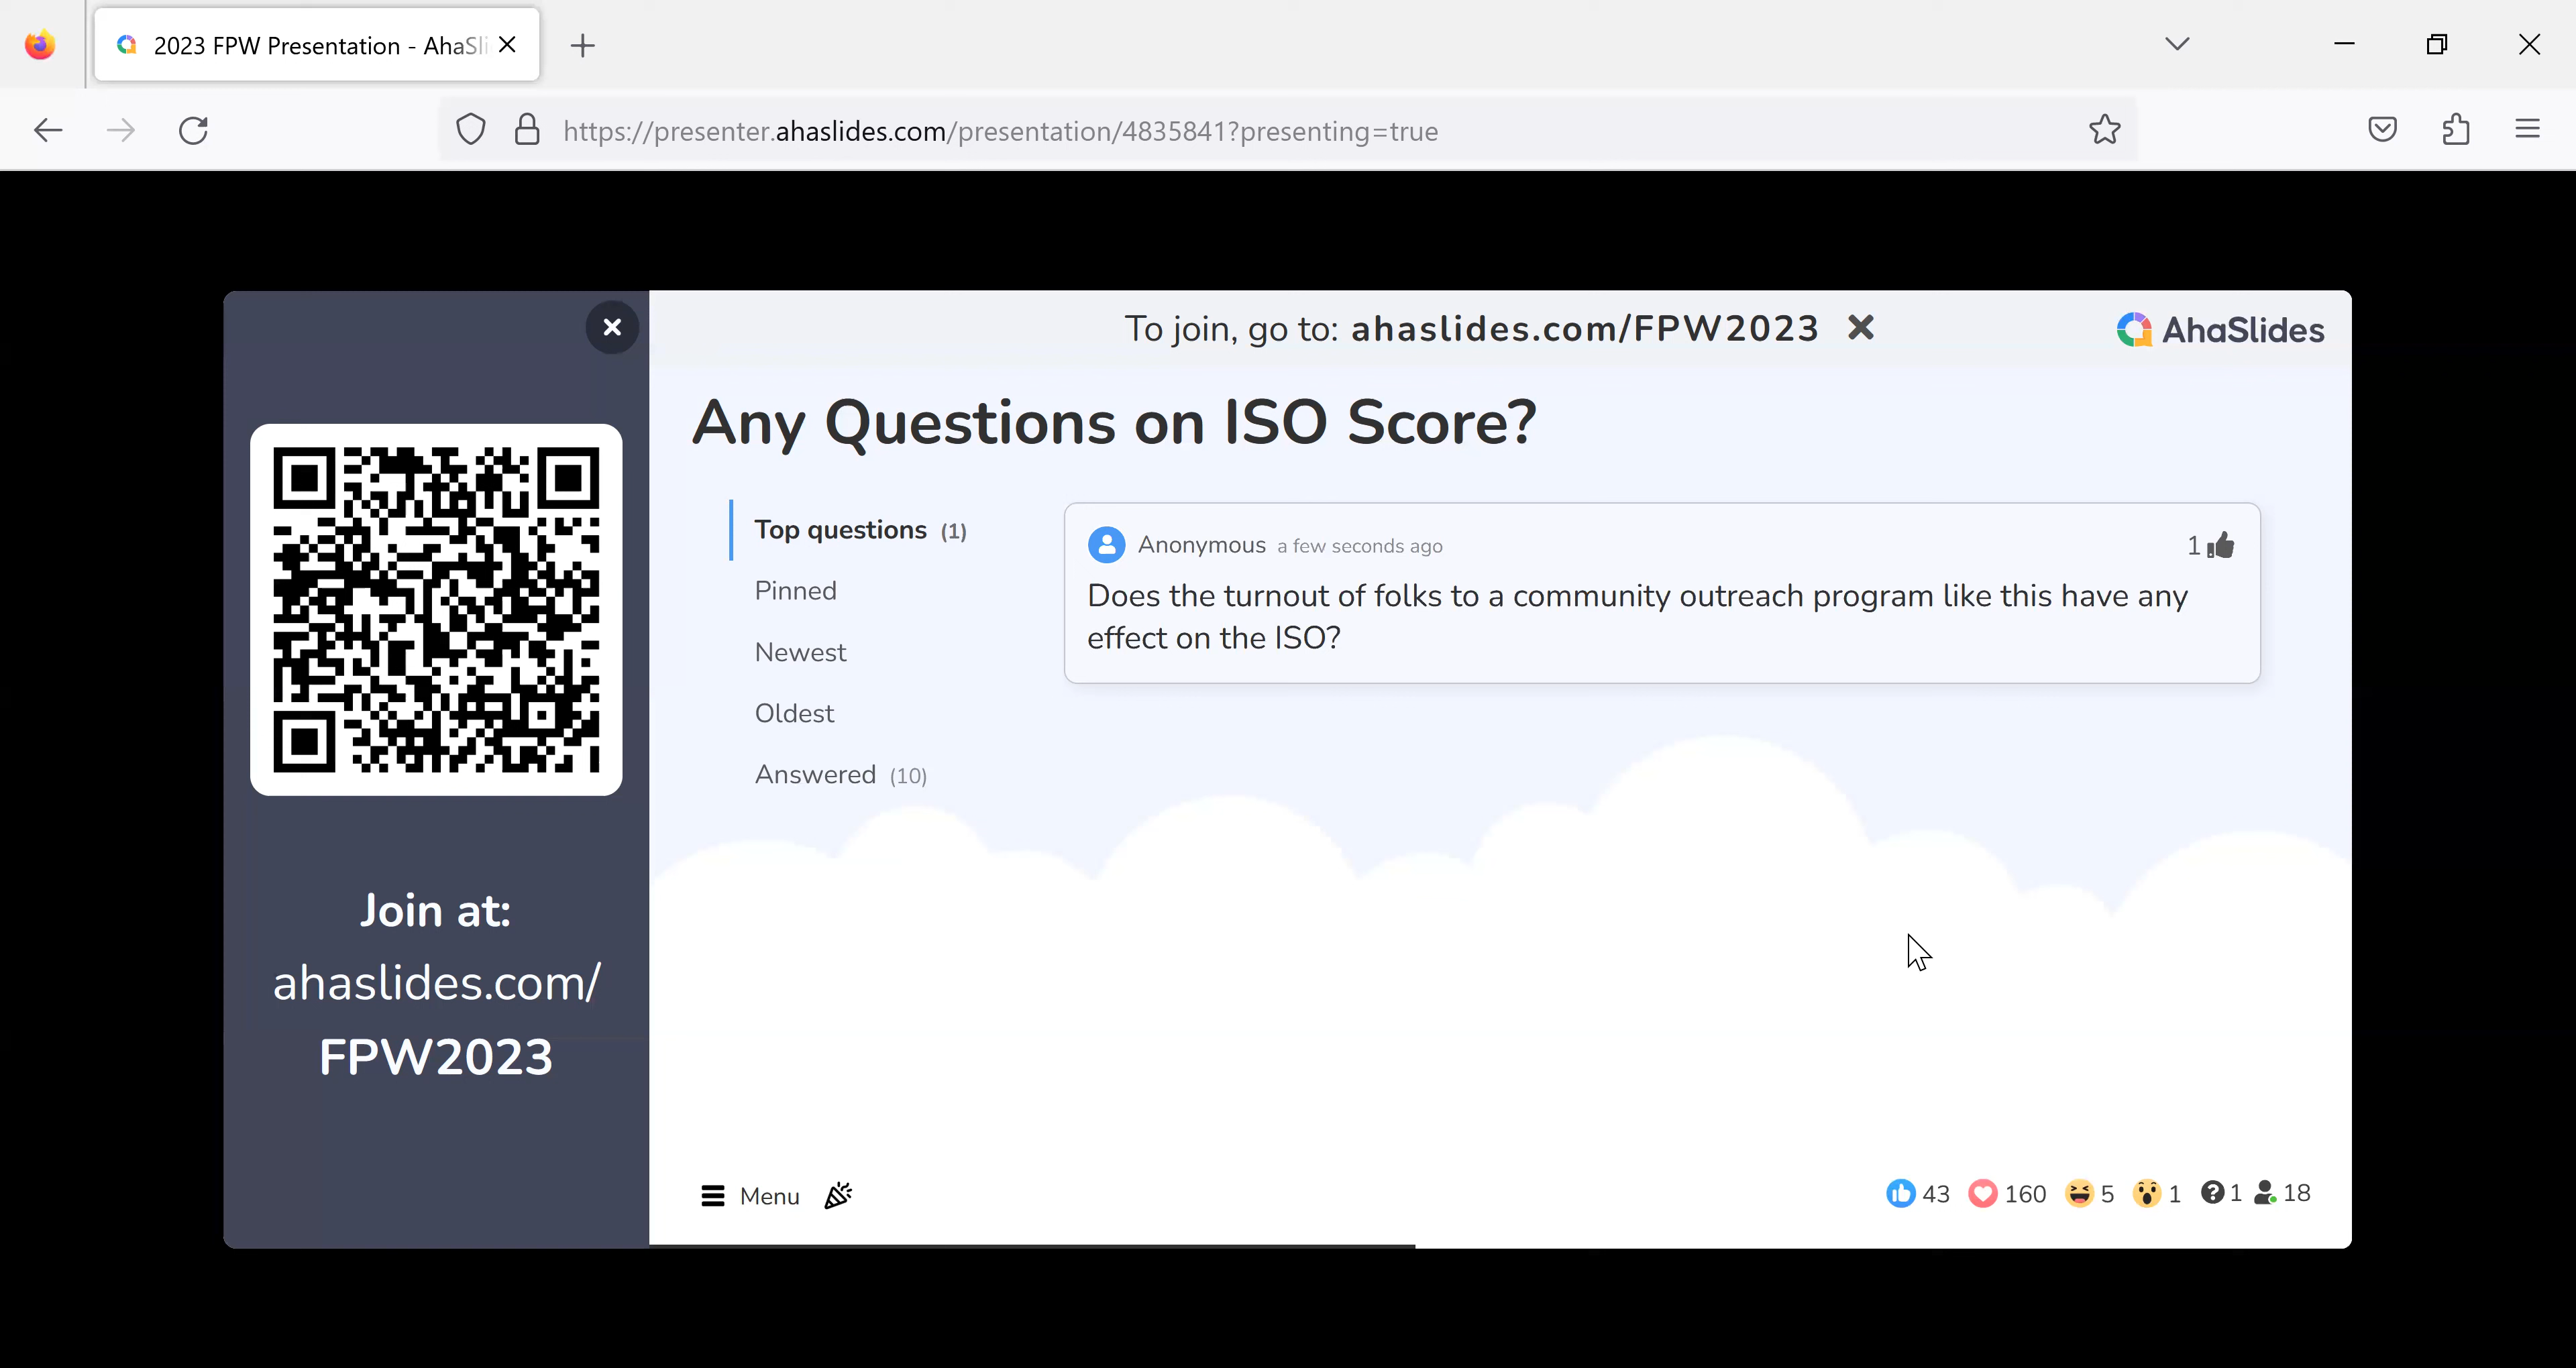 2023 FPW Presentation - AhaSli
https://presenter.ahaslides.com/presentation/4835841?presenting=true
To join, go to: ahaslides.com/FPW2023
AhaSlides
Any Questions on ISO Score?
Top questions (1)
Pinned
Newest
Oldest
Answered (10)
Anonymous a few seconds ago
1
Does the turnout of folks to a community outreach program like this have any
effect on the ISO?
Join at:
ahaslides.com/
FPW2023
Menu
43 160 5 1 1 18